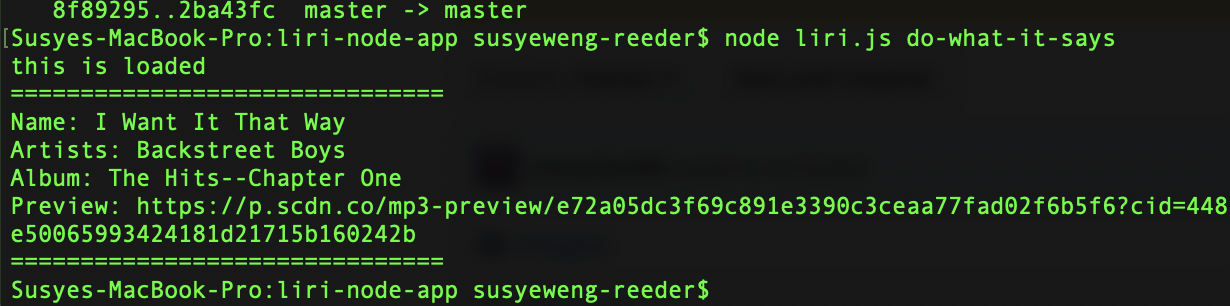 8f89295..2ba43fc  master -> master
[Susyes-MacBook-Pro:liri-node-app susyeweng-reeder$ node liri.js do-what-it-says
this is loaded
===============================
Name: I Want It That Way
Artists: Backstreet Boys
Album: The Hits--Chapter One
Preview: https://p.scdn.co/mp3-preview/e72a05dc3f69c891e3390c3ceaa77fad02f6b5f6?cid=448
e50065993424181d21715b160242b
===============================
Susyes-MacBook-Pro:liri-node-app susyeweng-reeder$